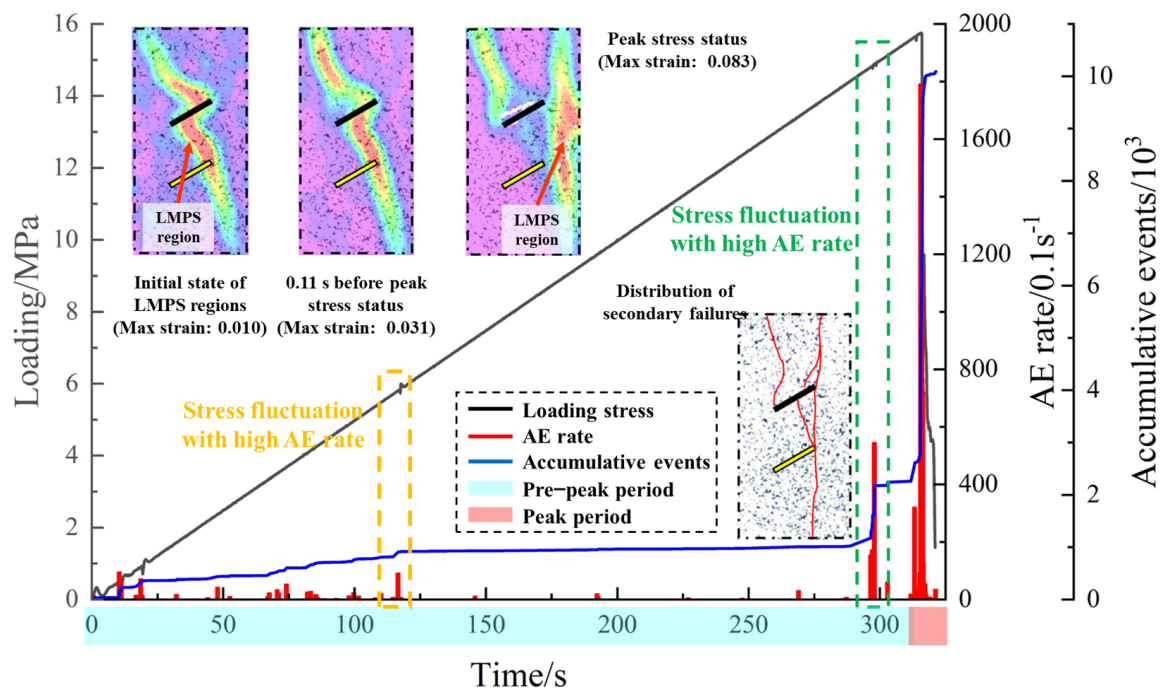 Peak stress status
(Max strain: 0.083)
LMPS
region
LMPS
region
Initial state of
LMPS regions
(Max strain: 0.010)
0.11 s before peak
stress status
(Max strain: 0.031)
Stress fluctuation
with high AE rate
Distribution of
secondary failures
Stress fluctuation
with high AE rate
Loading stress
AE rate
Accumulative events
Pre−peak period
Peak period
Loading/MPa
16
14
12
10
8
6
4
2
0
AE rate/0.1s-1
2000
1600
1200
800
400
0
Accumulative events/10³
10
9
8
4
3
2
1
0
0
50
100
150
200
250
300
Time/s